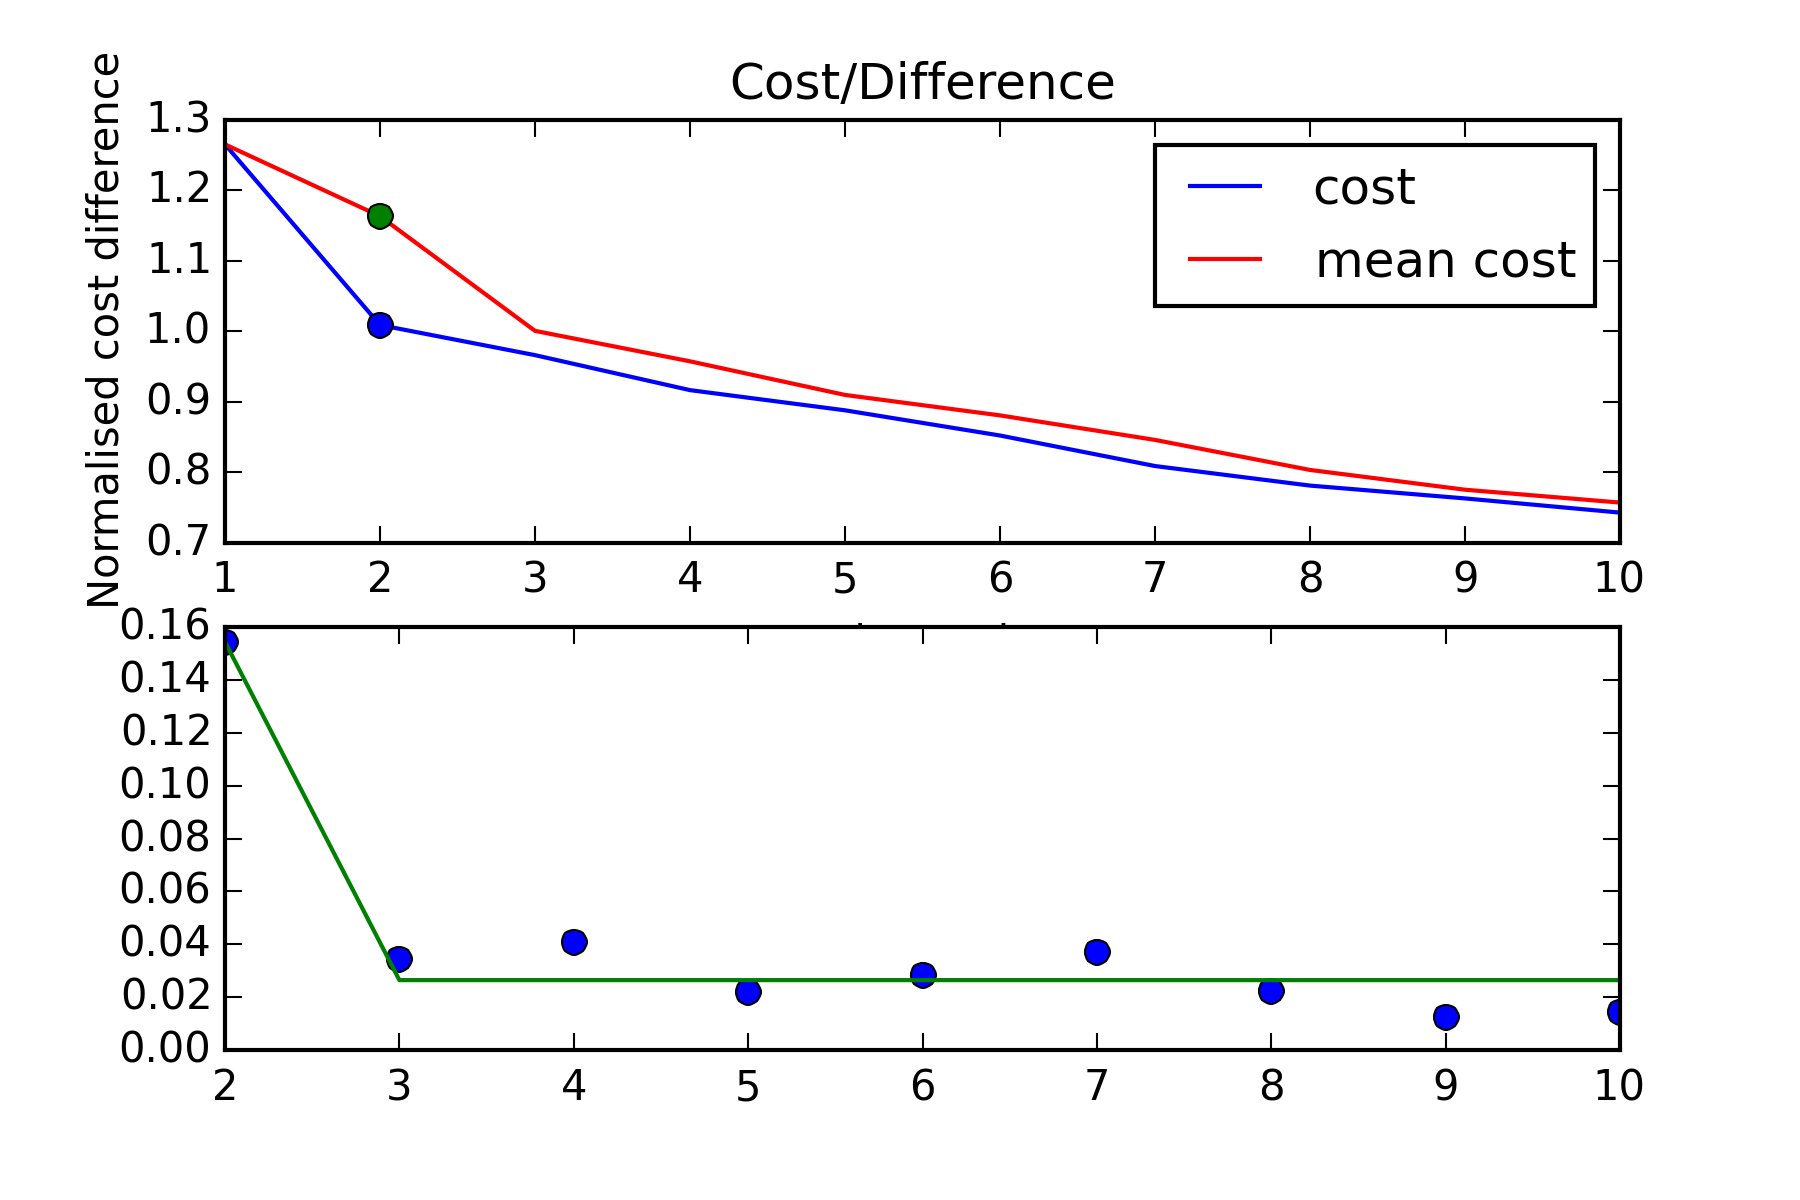 Cost/Difference
Normalised cost difference
1.3
1.2
1.1
1.0
0.9
0.8
0.7
cost
mean cost
1 2 3 4 5 6 7 8 9 10
0.16
0.14
0.12
0.10
0.08
0.06
0.04
0.02
0.00
2 3 4 5 6 7 8 9 10